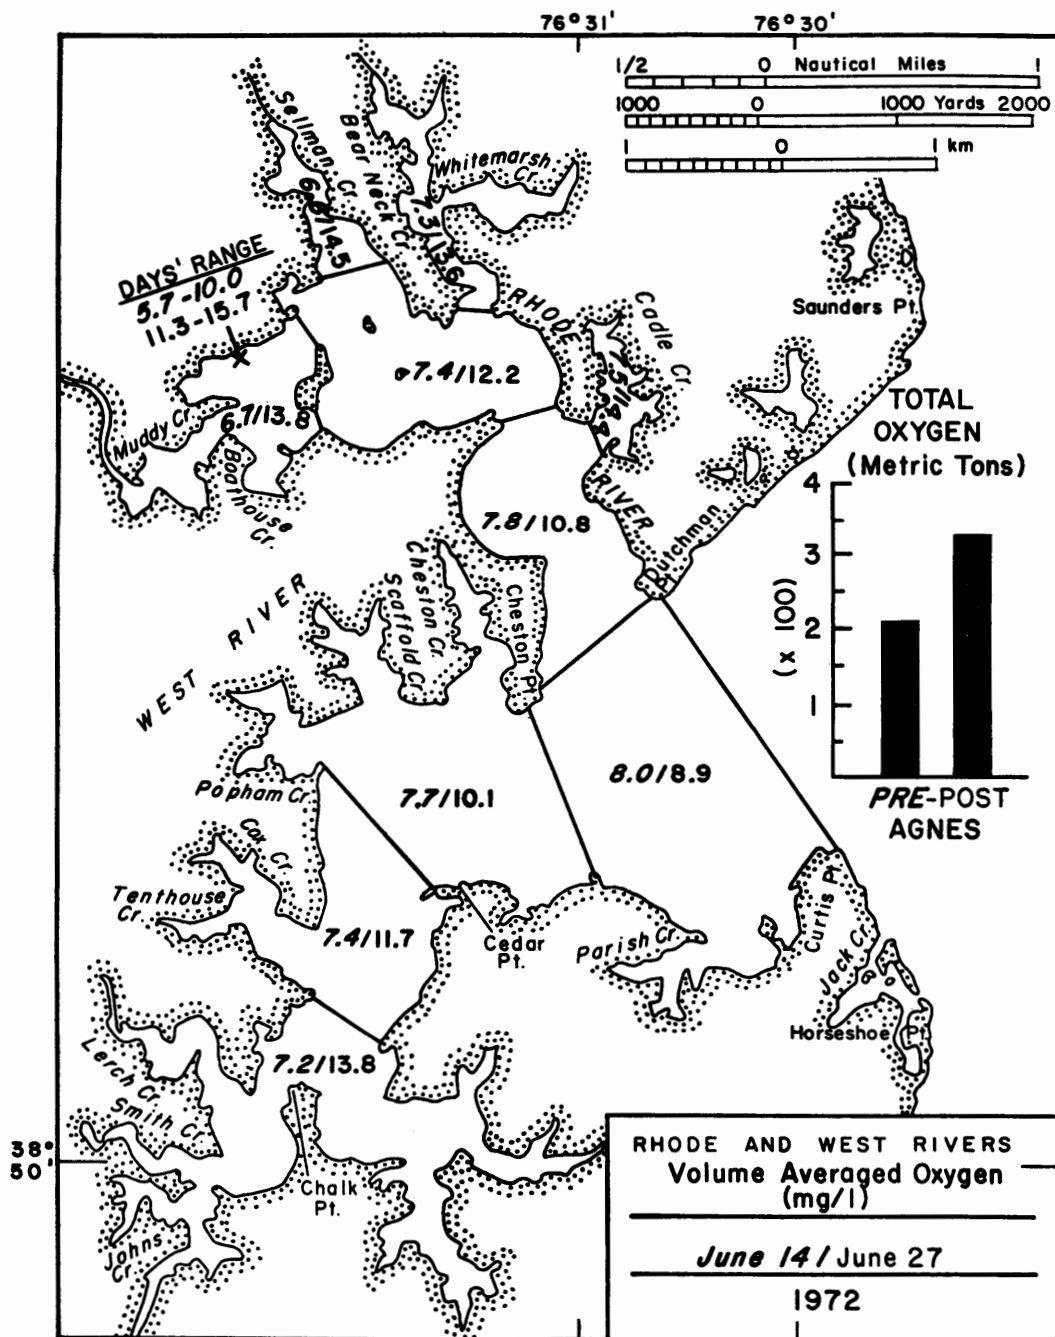 76°31' 76°30'
1/2 0 Nautical Miles 1
1000 0 1000 Yards 2000
1 0 1 km
Sellman Cr.
Bear Neck Cr.
Whitemarsh Cr.
7.3/13.6
DAYS' RANGE
5.7-10.0
11.3-15.7
RHODE RIVER
Cadle Cr.
Saunders Pt.
7.4/12.2
6.7/13.8
Muddy Cr.
Boathouse Cr.
7.8/10.8
Dutchman Pt.
TOTAL
OXYGEN
(Metric Tons)
4
3
2
1
(x 100)
PRE-POST
AGNES
WEST RIVER
Cheston Cr.
Scaffold Cr.
Cheston Pt.
8.0/8.9
7.7/10.1
Popham Cr.
Cox Cr.
Tenthouse
Cr.
7.4/11.7
Cedar
Pt.
Parish Cr.
Curtis Pt.
Jack Cr.
Horseshoe Pt.
7.2/13.8
Lerch Cr.
Smith Cr.
Chalk
Pt.
Johns
Cr.
38°
50'
RHODE AND WEST RIVERS
Volume Averaged Oxygen
(mg/l)
June 14 / June 27
1972